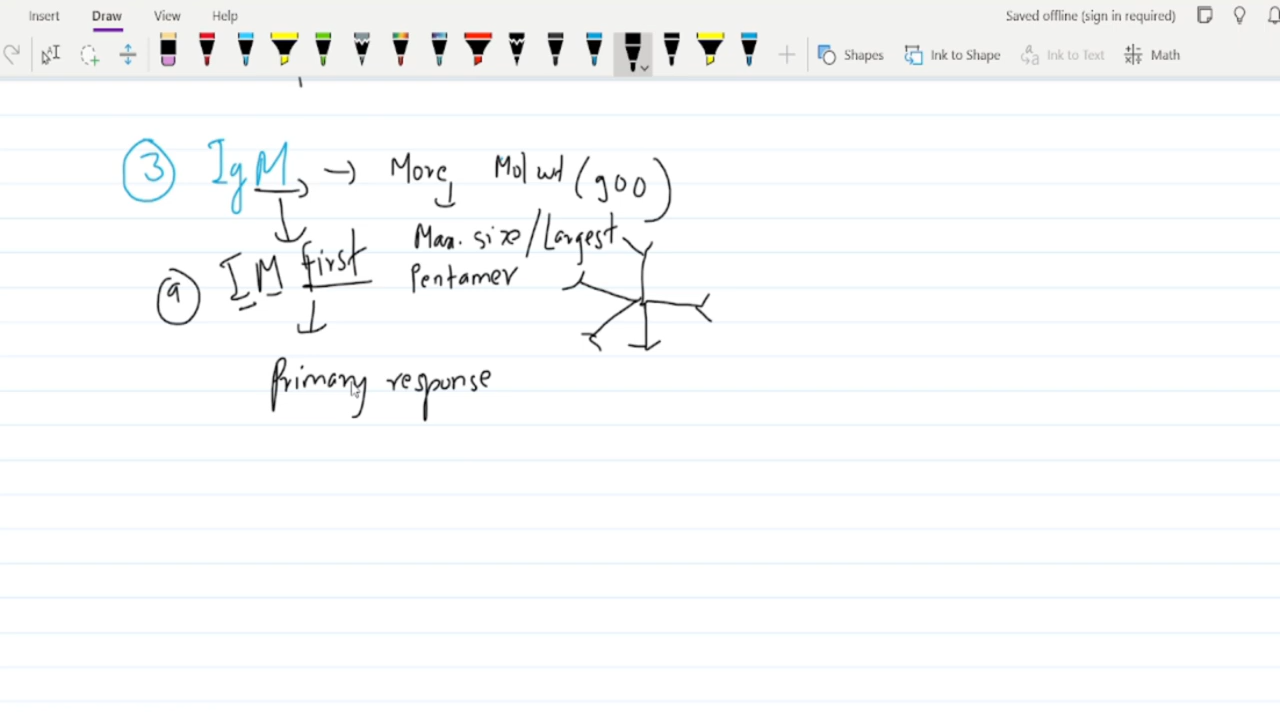 Insert Draw View Help Saved offline (sign in required)
Shapes Ink to Shape Ink to Text Math
3 IgM → More Mol wt (900)
Max. size/Largest
a IM first Pentamer
Primary response